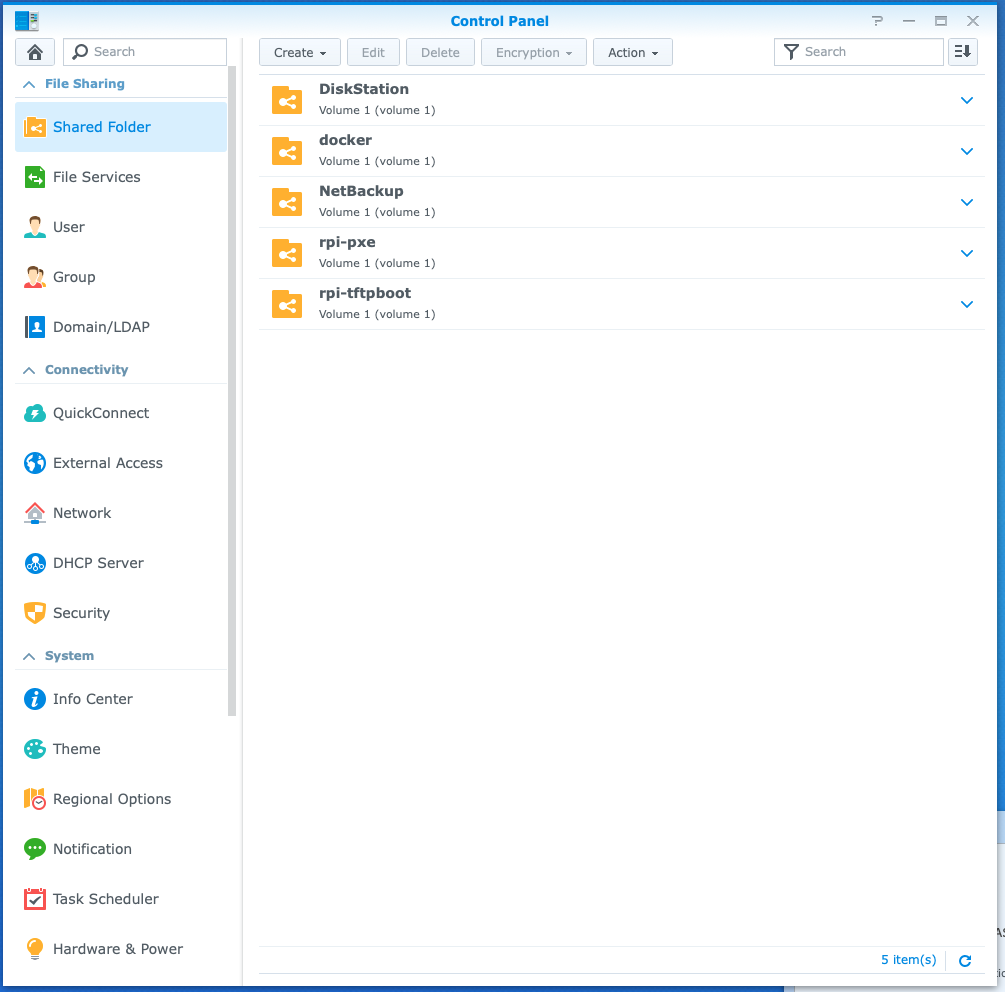 Control Panel
Search
Create Edit Delete Encryption Action
Search
File Sharing
Shared Folder
File Services
User
Group
Domain/LDAP
Connectivity
QuickConnect
External Access
Network
DHCP Server
Security
System
Info Center
Theme
Regional Options
Notification
Task Scheduler
Hardware & Power
DiskStation
Volume 1 (volume 1)
docker
Volume 1 (volume 1)
NetBackup
Volume 1 (volume 1)
rpi-pxe
Volume 1 (volume 1)
rpi-tftpboot
Volume 1 (volume 1)
5 item(s)